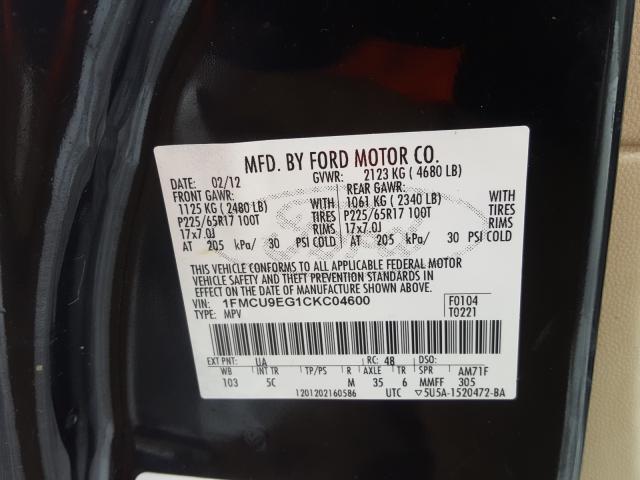 MFD. BY FORD MOTOR CO.
DATE: 02/12 GVWR: 2123 KG ( 4680 LB)
FRONT GAWR: REAR GAWR:
1125 KG ( 2480 LB) 1061 KG ( 2340 LB)
P225/65R17 100T TIRES P225/65R17 100T TIRES
17x7.0J RIMS 17x7.0J RIMS
AT 205 kPa/ 30 PSI COLD AT 205 kPa/ 30 PSI COLD
THIS VEHICLE CONFORMS TO ALL APPLICABLE FEDERAL MOTOR
VEHICLE SAFETY AND THEFT PREVENTION STANDARDS IN
EFFECT ON THE DATE OF MANUFACTURE SHOWN ABOVE.
VIN: 1FMCU9EG1CKC04600 F0104
TYPE: MPV T0221
EXT PNT: UA RC: 48 DSO:
WB INT TR TP/PS R AXLE TR SPR AM71F
103 5C M 35 6 MMFF 305
1201202160586 UTC ▽5U5A-1520472-BA
Ford